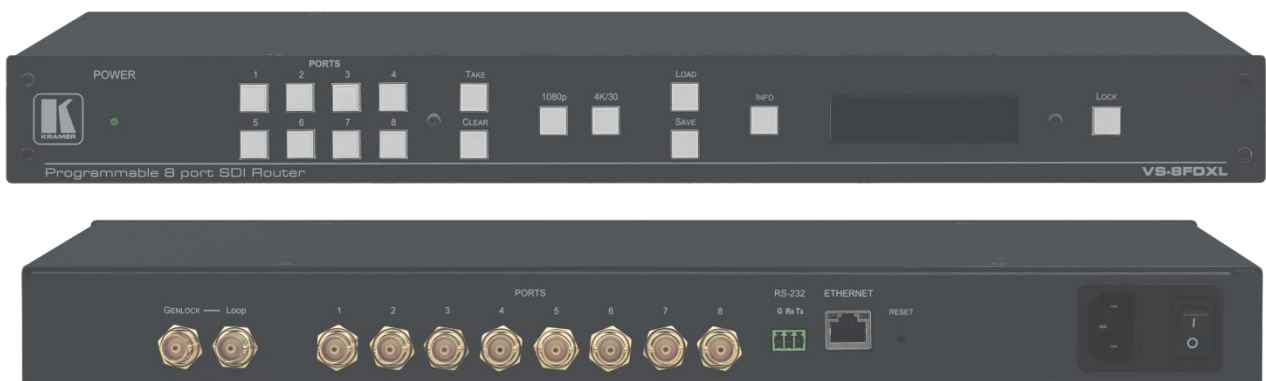 PORTS
POWER
1 2 3 4
TAKE
LOAD
1080p 4K/30
INFO
LOCK
5 6 7 8
CLEAR
SAVE
K
KRAMER
Programmable 8 port SDI Router
VS-8FDXL
PORTS
RS-232 ETHERNET
GENLOCK — Loop
1 2 3 4 5 6 7 8
G Rx Tx
RESET
I
O